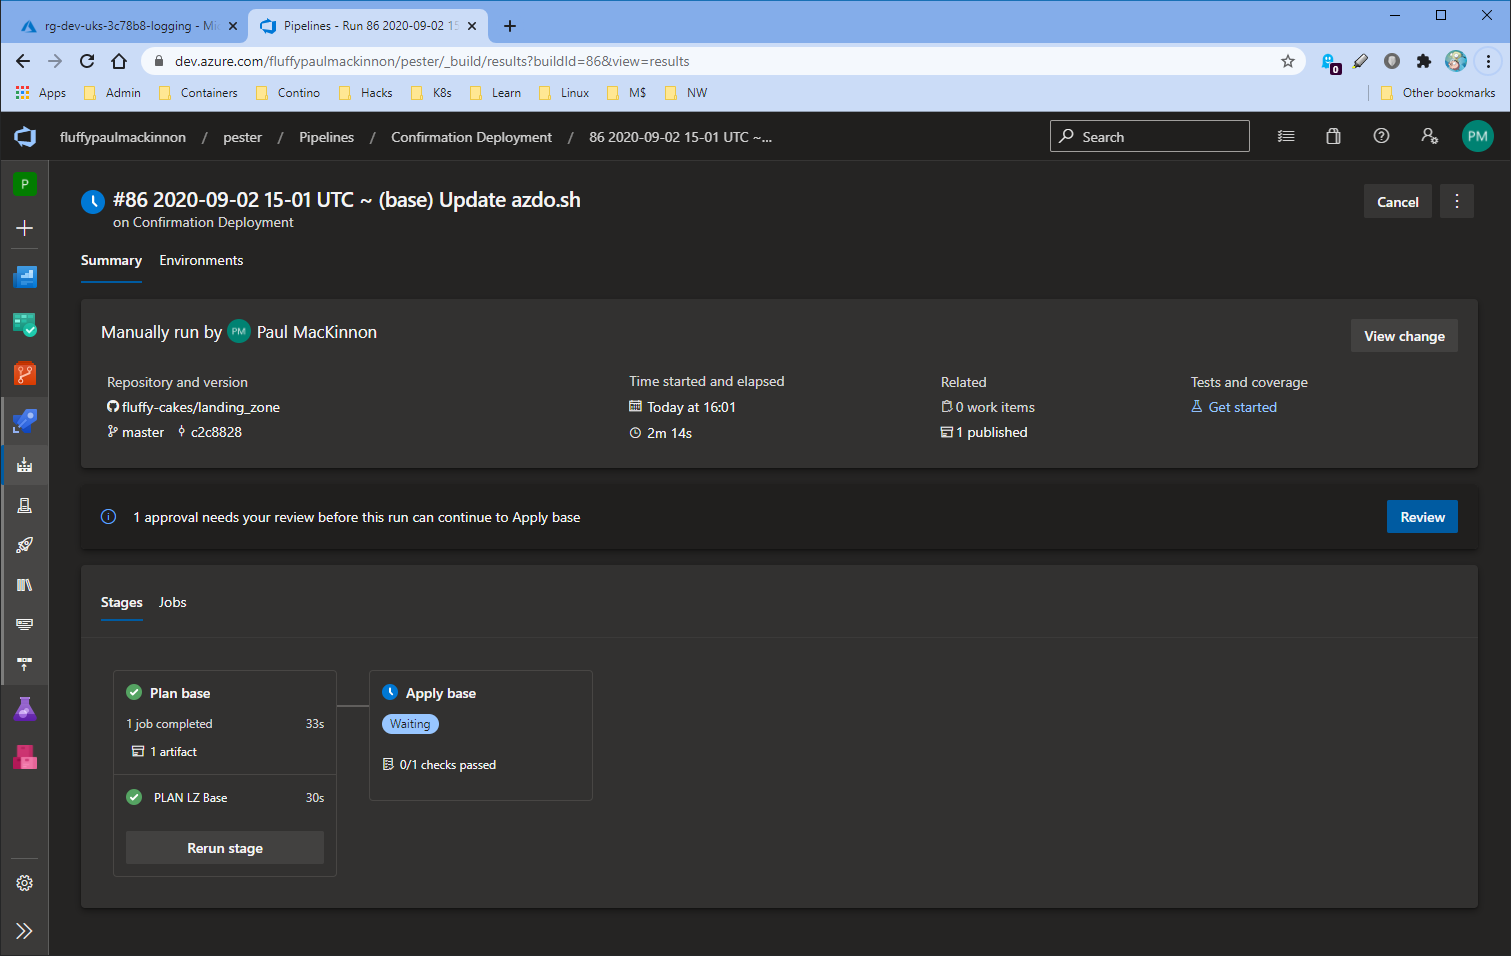 rg-dev-uks-3c78b8-logging - Mi
Pipelines - Run 86 2020-09-02 15
dev.azure.com/fluffypaulmackinnon/pester/_build/results?buildId=86&view=results
0
Apps Admin Containers Contino Hacks K8s Learn Linux M$ NW Other bookmarks
fluffypaulmackinnon / pester / Pipelines / Confirmation Deployment / 86 2020-09-02 15-01 UTC ~... Search PM
P
#86 2020-09-02 15-01 UTC ~ (base) Update azdo.sh
on Confirmation Deployment
Cancel
Summary Environments
Manually run by PM Paul MacKinnon
View change
Repository and version Time started and elapsed Related Tests and coverage
fluffy-cakes/landing_zone Today at 16:01 0 work items Get started
master c2c8828 2m 14s 1 published
1 approval needs your review before this run can continue to Apply base Review
Stages Jobs
Plan base
1 job completed 33s
1 artifact
PLAN LZ Base 30s
Rerun stage
Apply base
Waiting
0/1 checks passed